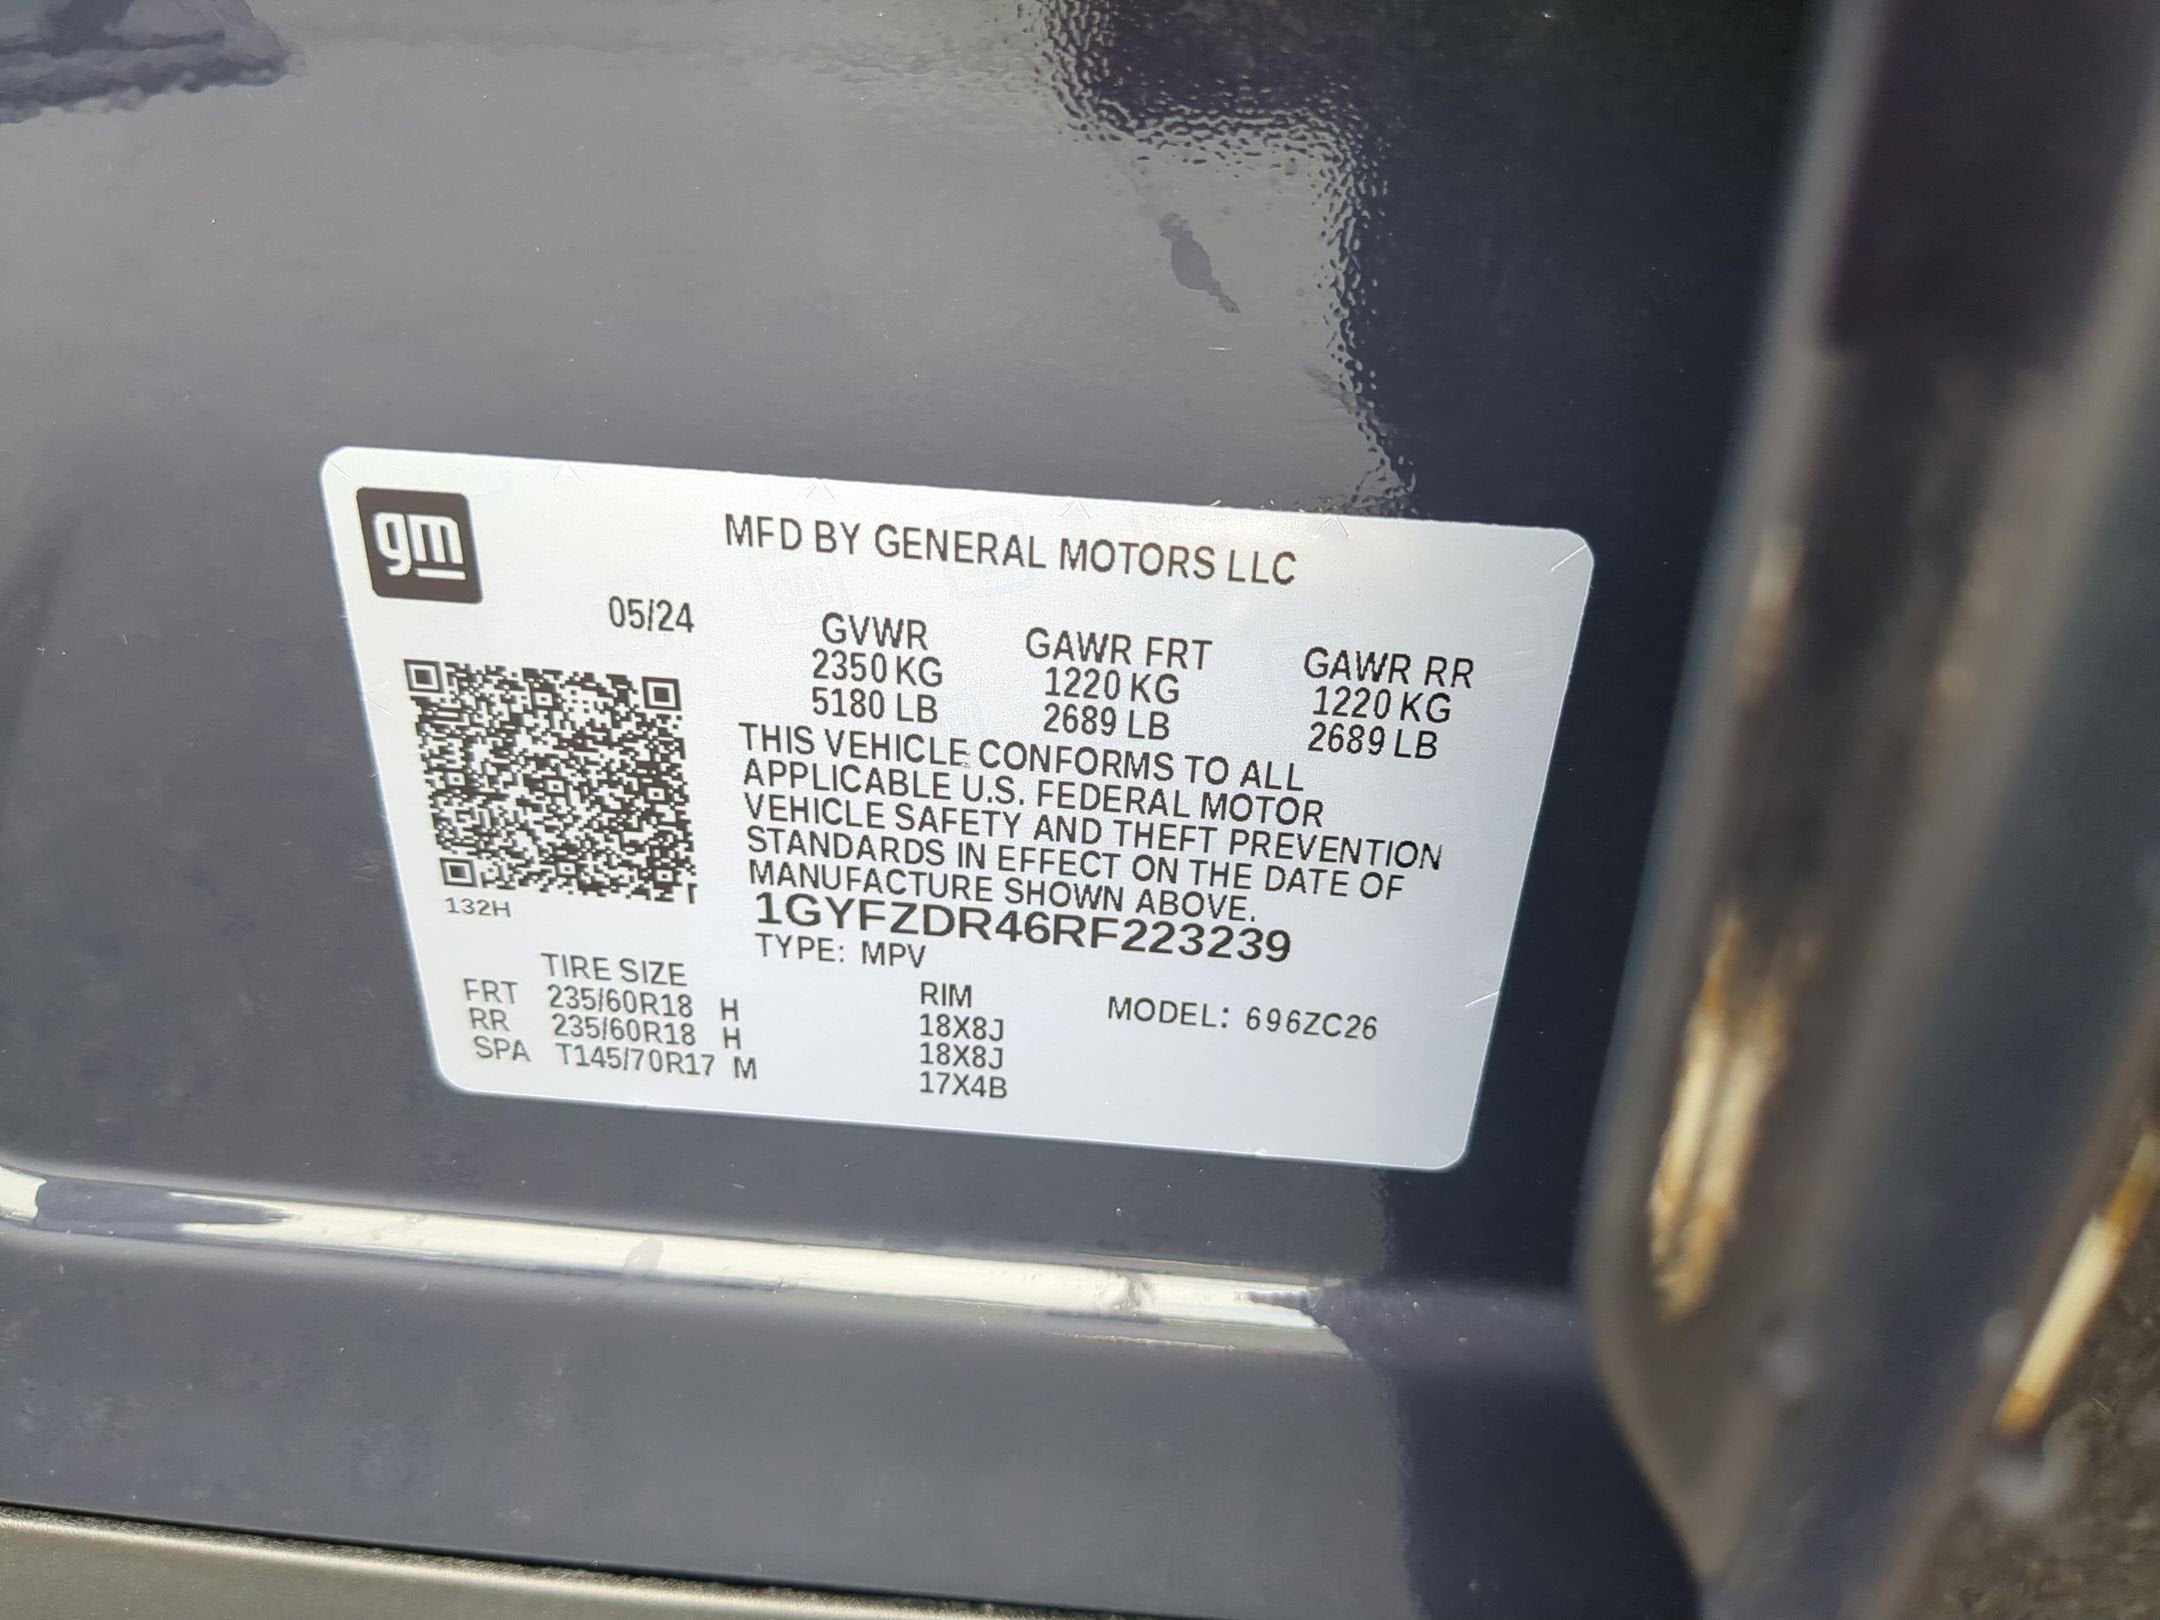 gm
MFD BY GENERAL MOTORS LLC
05/24
GVWR GAWR FRT GAWR RR
2350 KG 1220 KG 1220 KG
5180 LB 2689 LB 2689 LB
THIS VEHICLE CONFORMS TO ALL
APPLICABLE U.S. FEDERAL MOTOR
VEHICLE SAFETY AND THEFT PREVENTION
STANDARDS IN EFFECT ON THE DATE OF
MANUFACTURE SHOWN ABOVE.
132H
1GYFZDR46RF223239
TYPE: MPV
TIRE SIZE RIM MODEL: 696ZC26
FRT 235/60R18 H 18X8J
RR 235/60R18 H 18X8J
SPA T145/70R17 M 17X4B